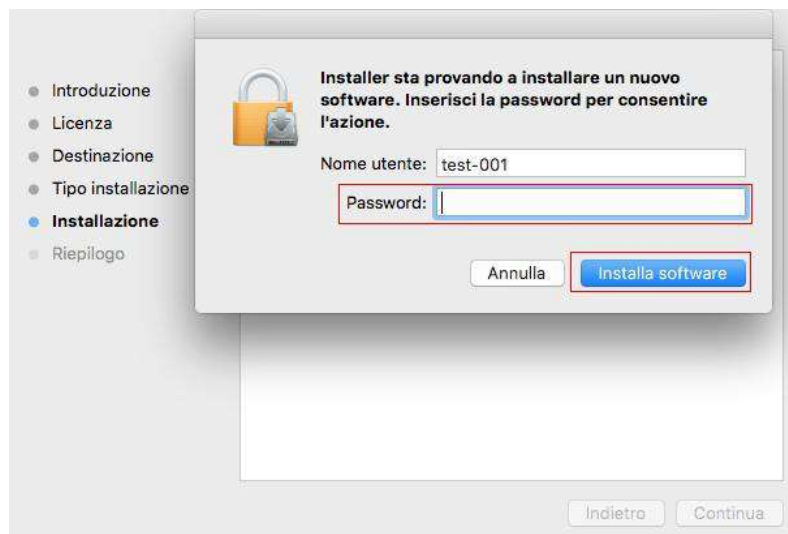 Introduzione
Licenza
Destinazione
Tipo installazione
Installazione
Riepilogo
Installer sta provando a installare un nuovo
software. Inserisci la password per consentire
l'azione.
Nome utente: test-001
Password:
Annulla Installa software
Indietro Continua